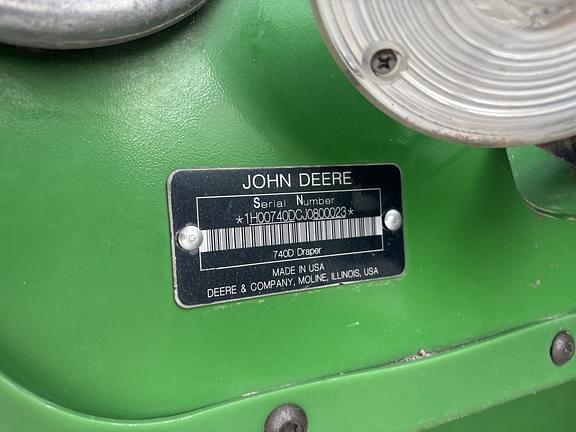 JOHN DEERE
Serial Number
*1H00740DCJ0800023*
740D Draper
MADE IN USA
DEERE & COMPANY, MOLINE, ILLINOIS, USA